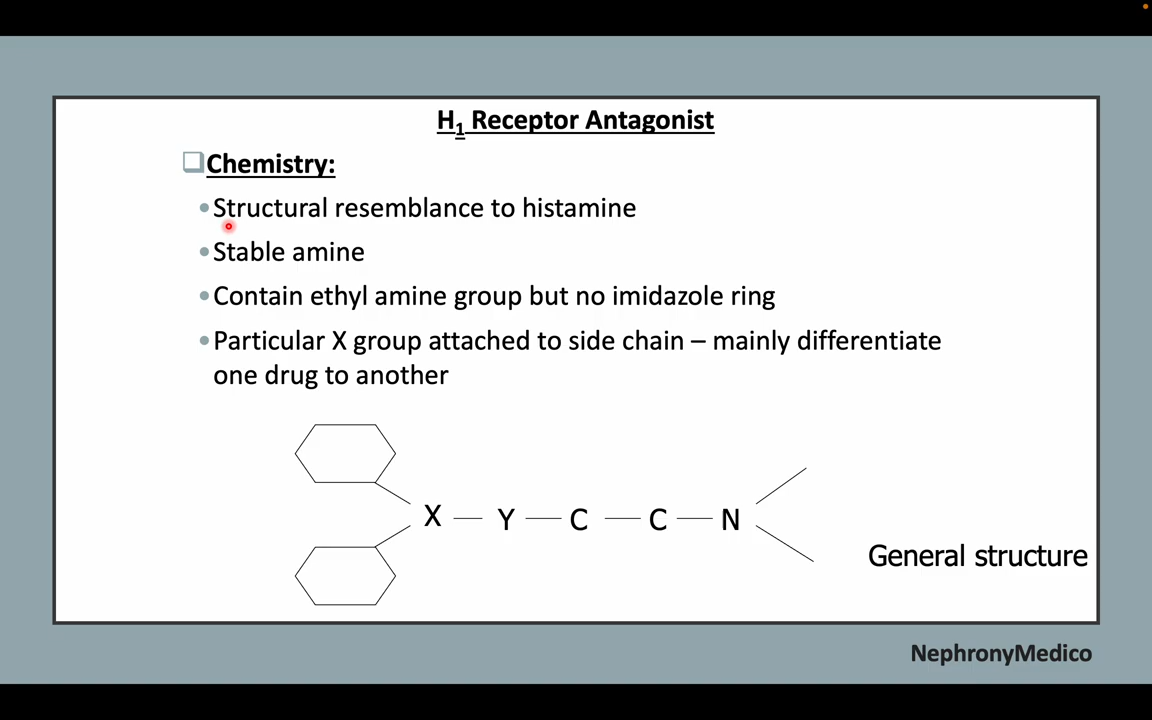 H1 Receptor Antagonist
Chemistry:
•Structural resemblance to histamine
•Stable amine
•Contain ethyl amine group but no imidazole ring
•Particular X group attached to side chain – mainly differentiate
one drug to another
X — Y — C — C — N
General structure
NephronyMedico